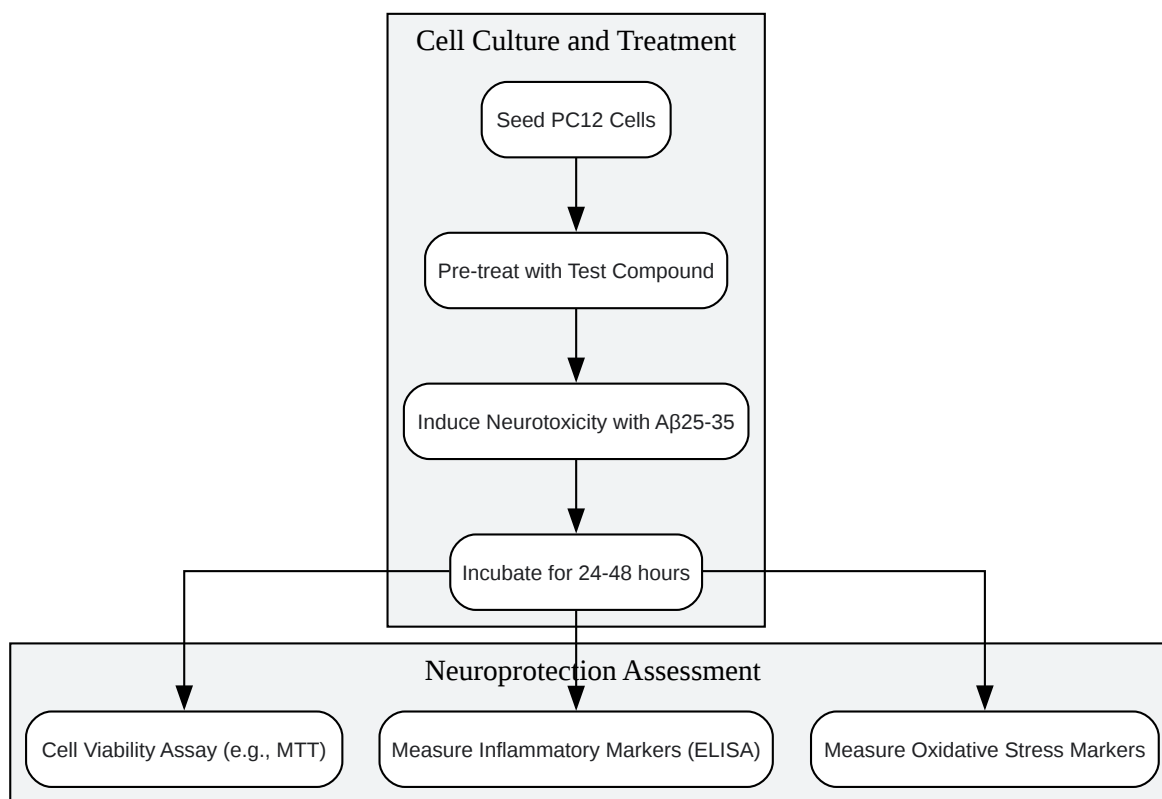 Cell Culture and Treatment
Seed PC12 Cells
Pre-treat with Test Compound
Induce Neurotoxicity with Aβ25-35
Incubate for 24-48 hours
Neuroprotection Assessment
Cell Viability Assay (e.g., MTT)
Measure Inflammatory Markers (ELISA)
Measure Oxidative Stress Markers